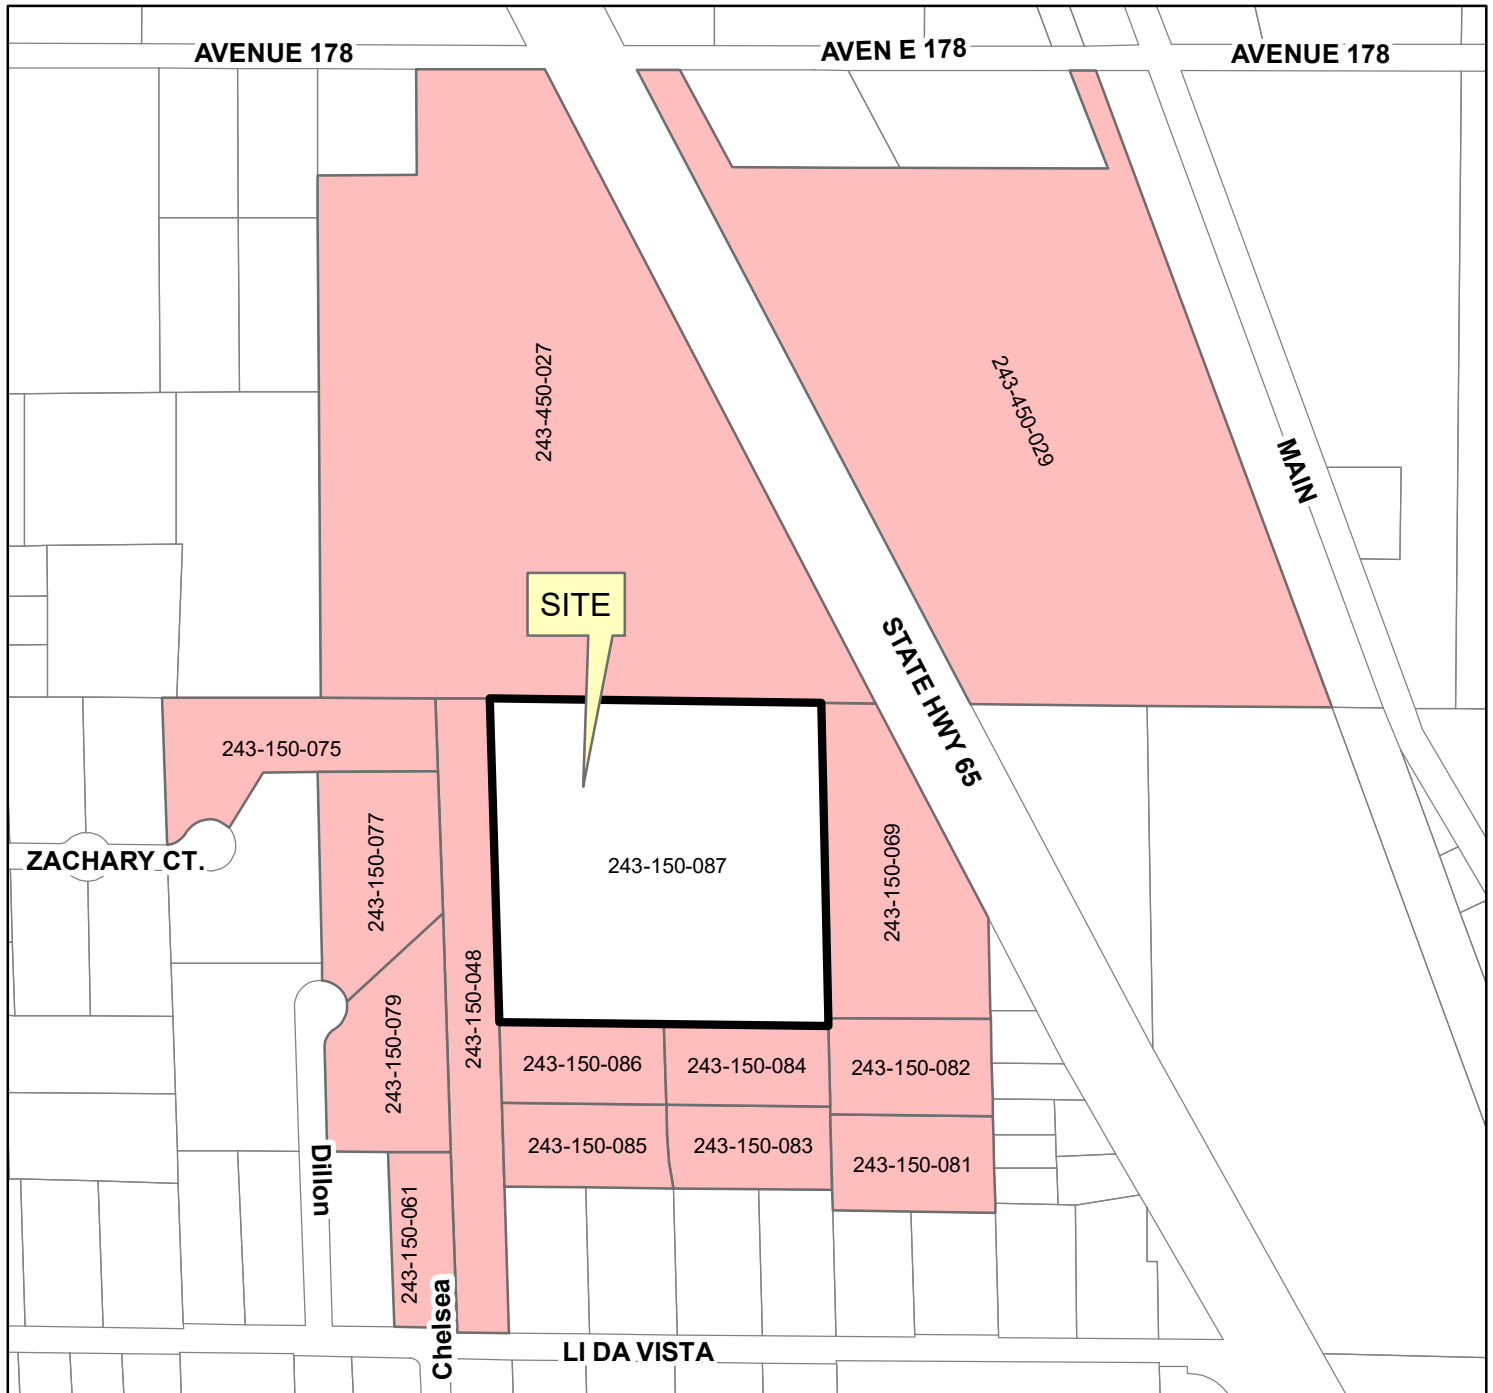 AVENUE 178
AVEN E 178
AVENUE 178
243-450-027
243-450-029
MAIN
SITE
STATE HWY 65
243-150-075
243-150-077
ZACHARY CT.
243-150-087
243-150-069
243-150-048
243-150-079
243-150-086
243-150-084
243-150-082
243-150-085
243-150-083
243-150-081
Dillon
243-150-061
Chelsea
LI DA VISTA